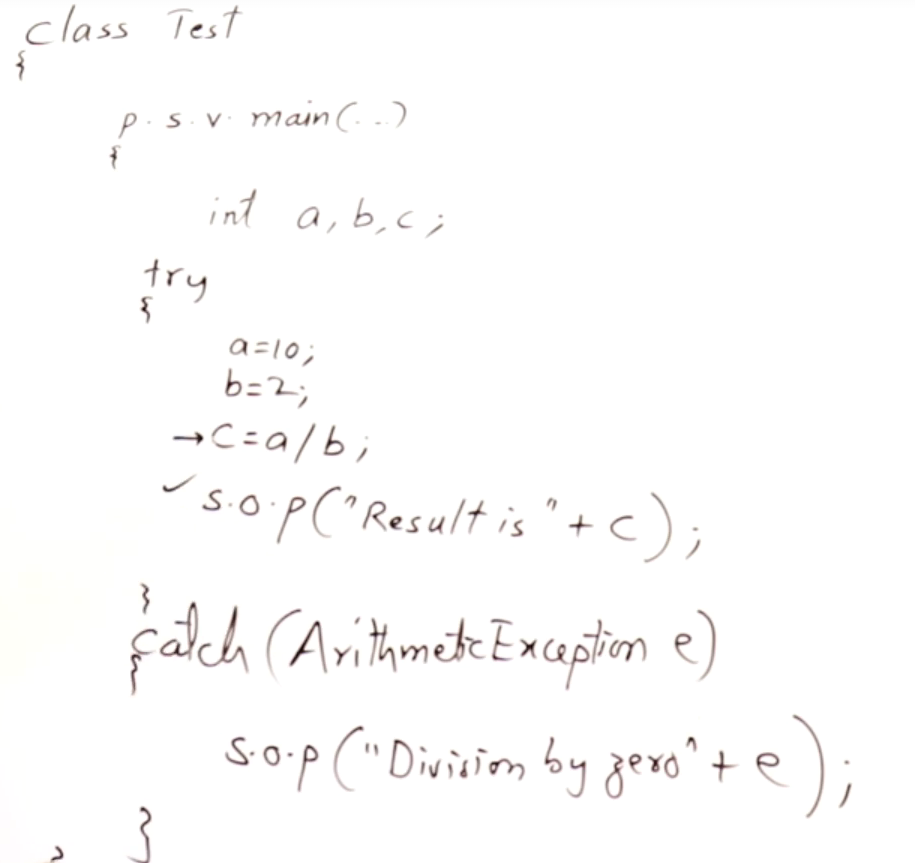 class Test
{
p.s.v. main(...)
{
int a,b,c;
try
{
a=10;
b=2;
→c=a/b;
✓s.o.p("Result is"+c);
}
catch(ArithmeticException e)
{
s.o.p("Division by zero"+e);
}